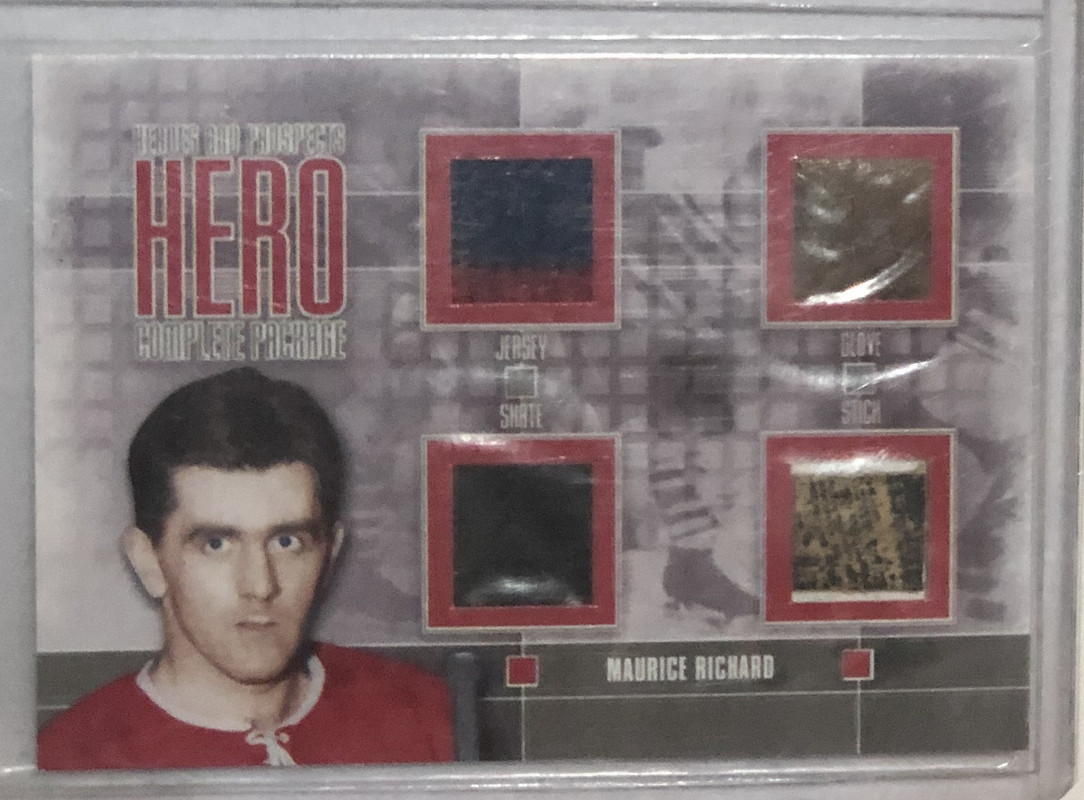 HEROES AND PROSPECTS
HERO
COMPLETE PACKAGE
JERSEY
GLOVE
SKATE
STICK
MAURICE RICHARD